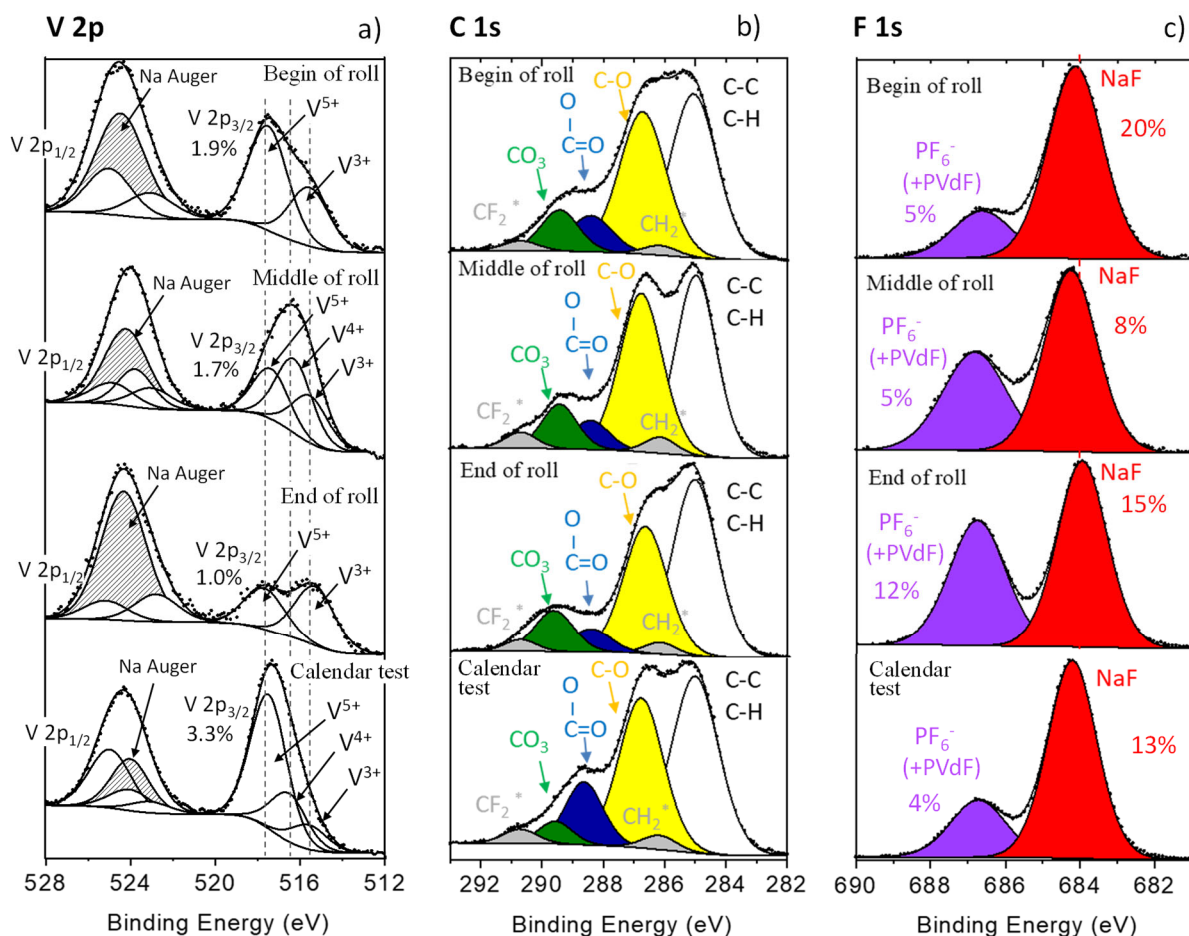 V 2p
a)
Begin of roll
Na Auger
V 2p1/2
V 2p3/2
1.9%
V5+
V3+
Middle of roll
Na Auger
V 2p1/2
V 2p3/2
1.7%
V5+
V4+
V3+
End of roll
Na Auger
V 2p1/2
V 2p3/2
1.0%
V5+
V3+
Calendar test
Na Auger
V 2p1/2
V 2p3/2
3.3%
V5+
V4+
V3+
528 524 520 516 512
Binding Energy (eV)
C 1s
b)
Begin of roll
C-O
O
C=O
CO3
CF2*
CH2*
C-C
C-H
Middle of roll
C-O
O
C=O
CO3
CF2*
CH2*
C-C
C-H
End of roll
C-O
O
C=O
CO3
CF2*
CH2*
C-C
C-H
Calendar
test
C-O
O
C=O
CO3
CF2*
CH2*
C-C
C-H
292 290 288 286 284 282
Binding Energy (eV)
F 1s
c)
Begin of roll
NaF
20%
PF6-
(+PVdF)
5%
Middle of roll
NaF
8%
PF6-
(+PVdF)
5%
End of roll
NaF
15%
PF6-
(+PVdF)
12%
Calendar
test
NaF
13%
PF6-
(+PVdF)
4%
690 688 686 684 682
Binding Energy (eV)